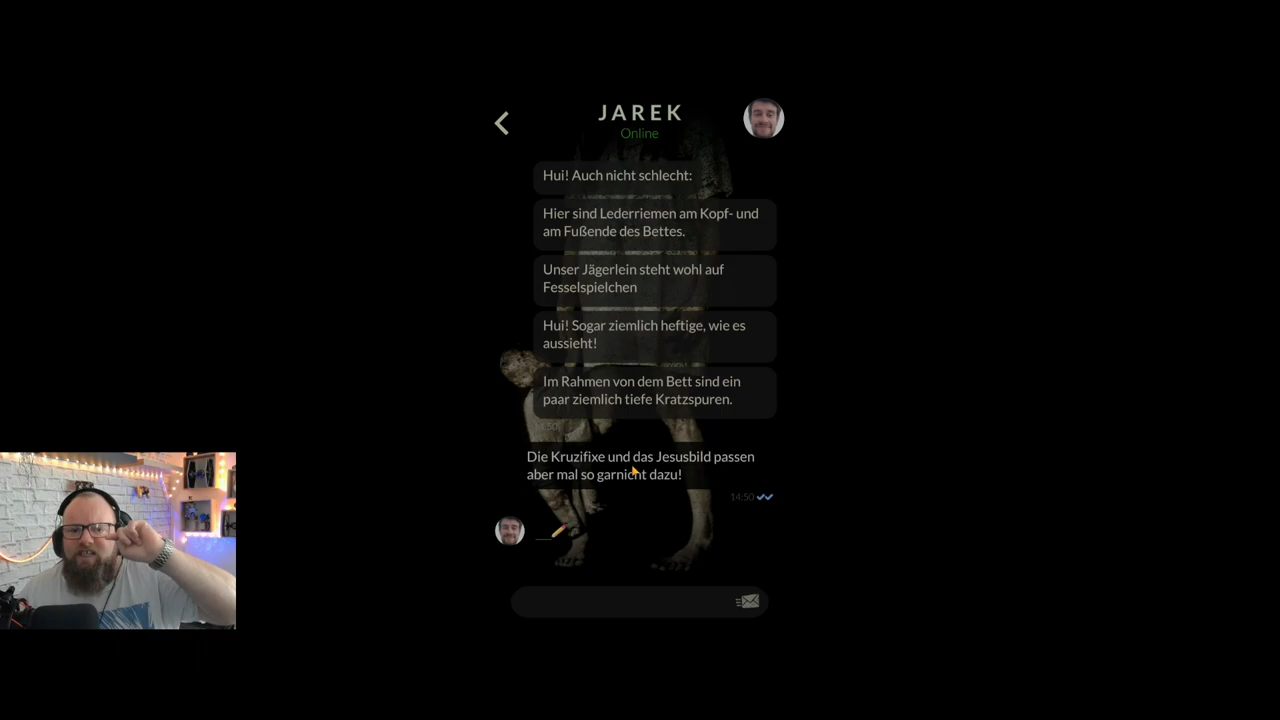 JAREK
Online
Hui! Auch nicht schlecht:
Hier sind Lederriemen am Kopf- und
am Fußende des Bettes.
Unser Jägerlein steht wohl auf
Fesselspielchen
Hui! Sogar ziemlich heftige, wie es
aussieht!
Im Rahmen von dem Bett sind ein
paar ziemlich tiefe Kratzspuren.
14:50
Die Kruzifixe und das Jesusbild passen
aber mal so garnicht dazu!
14:50